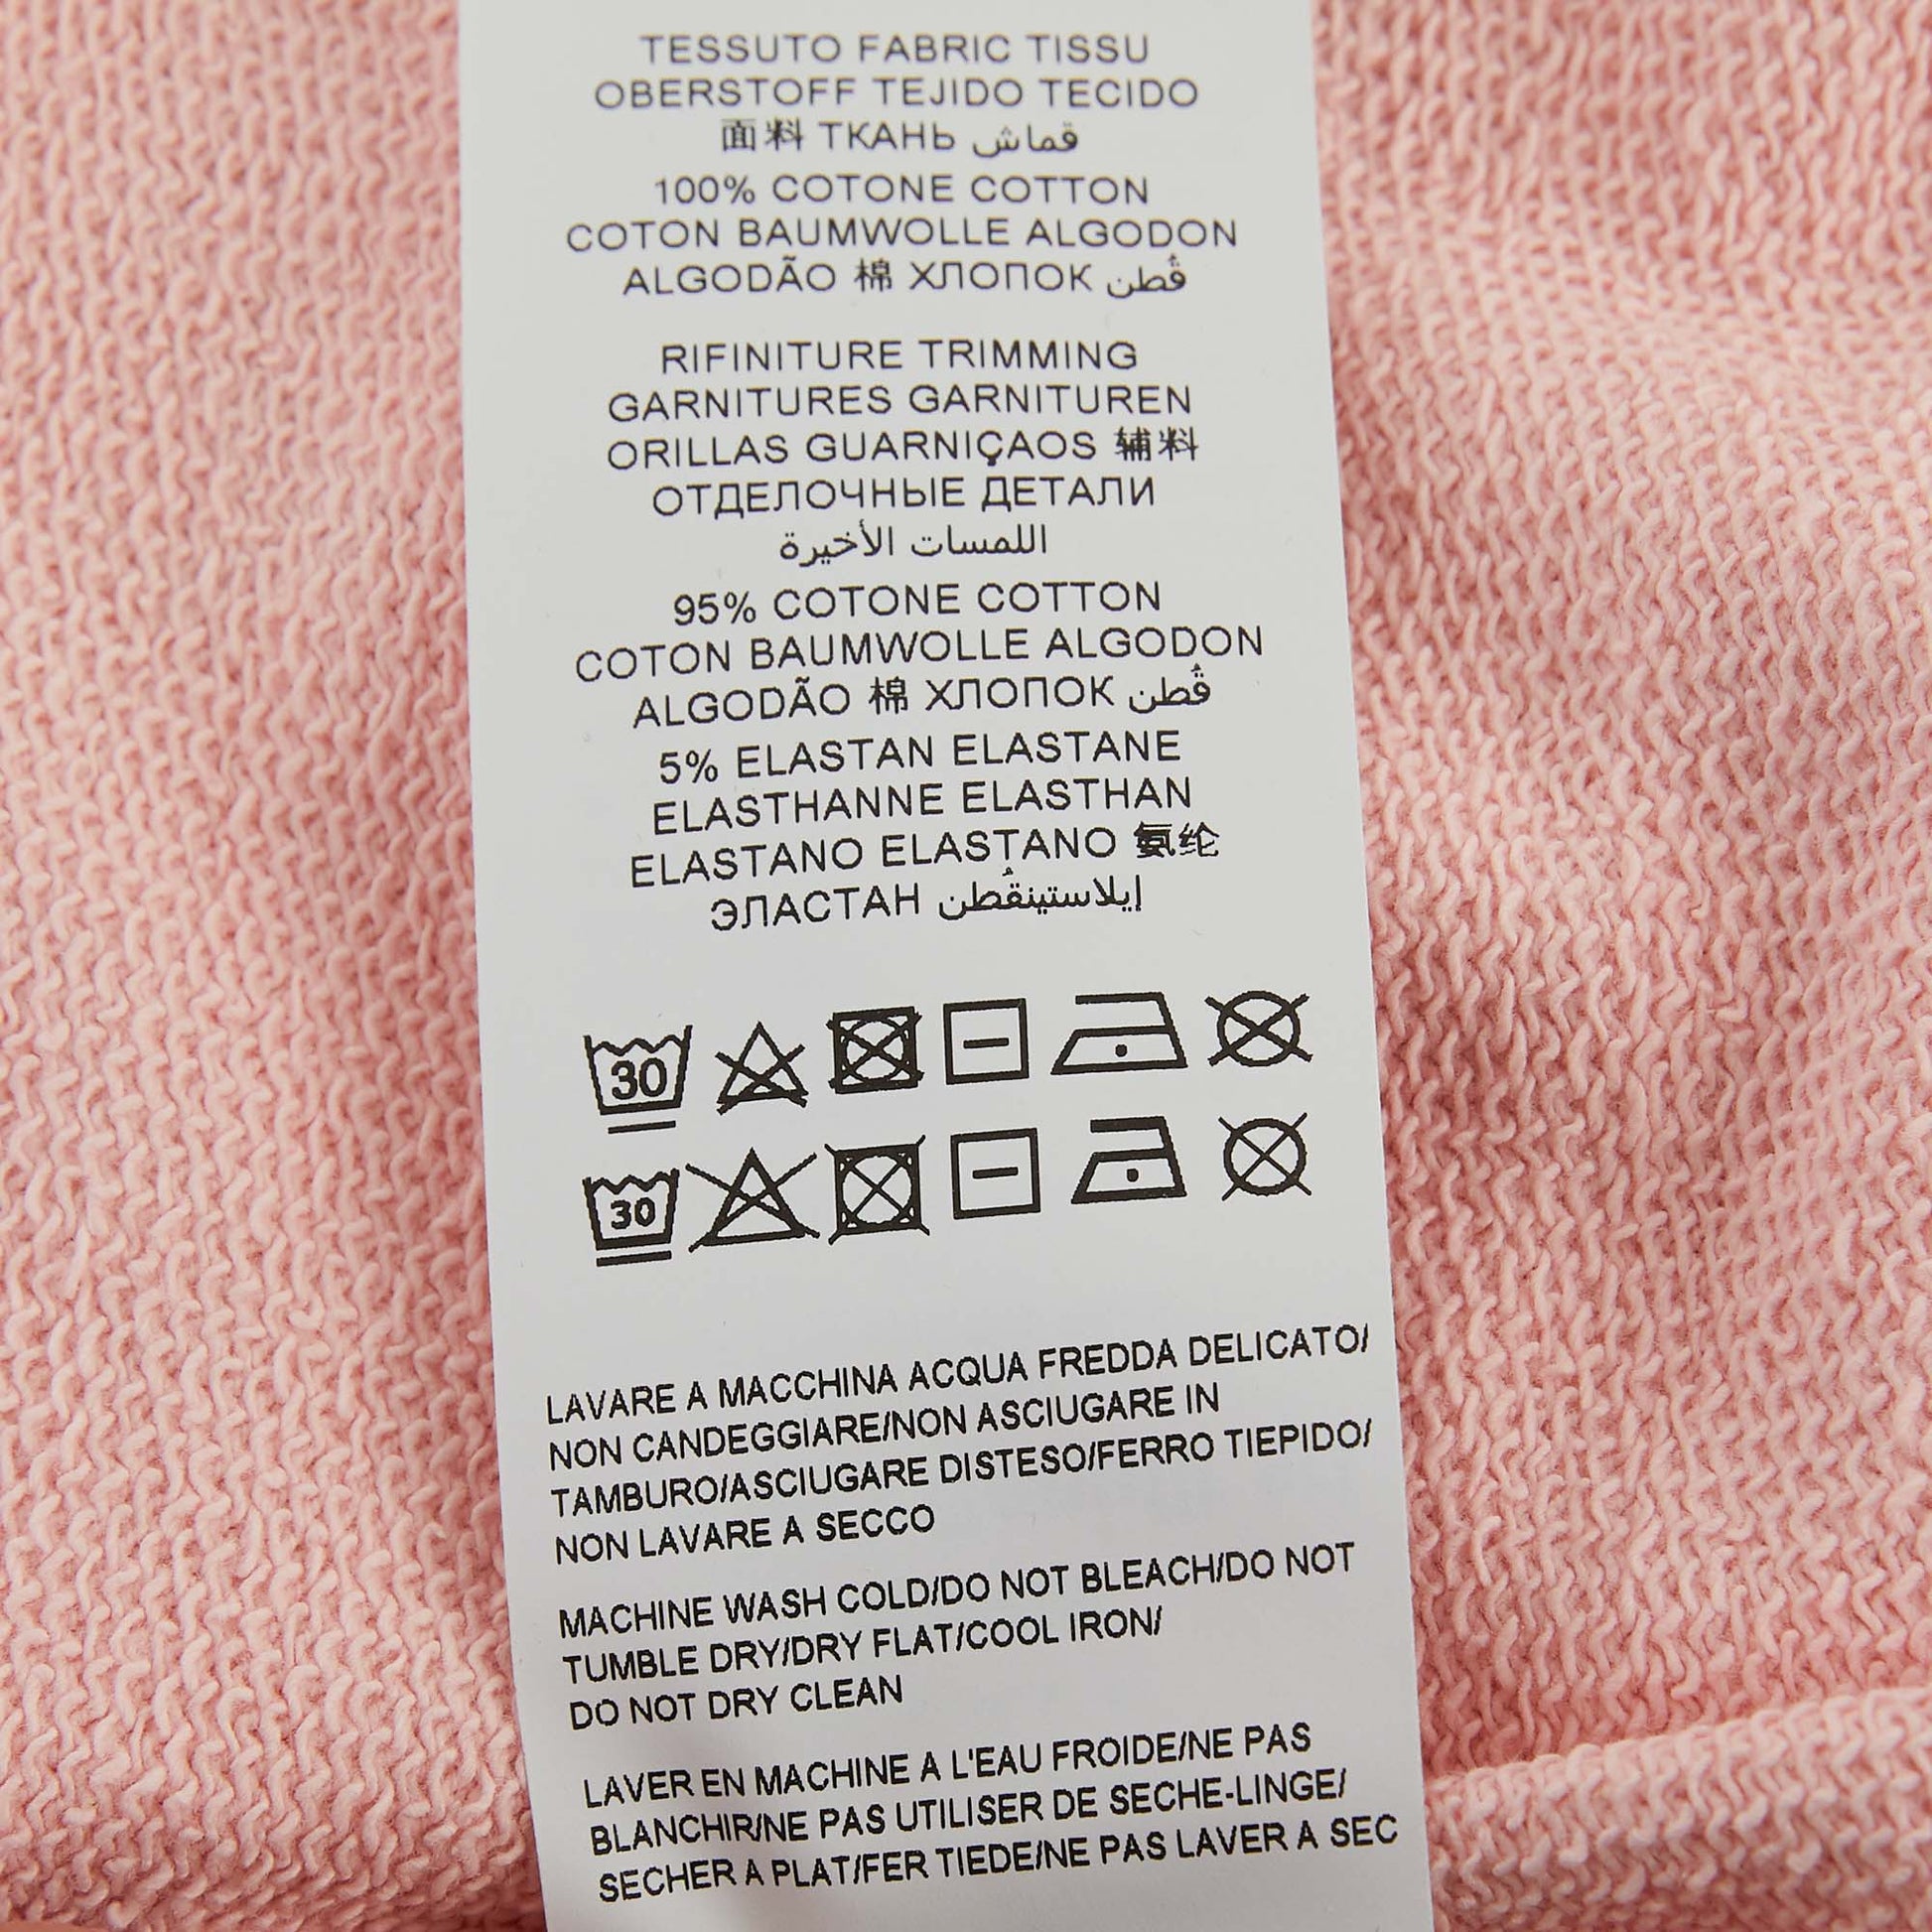 TESSUTO FABRIC TISSU
OBERSTOFF TEJIDO TECIDO
面料 ТКАНЬ قماش
100% COTONE COTTON
COTON BAUMWOLLE ALGODON
ALGODÃO 棉 ХЛОПОК قُطن
RIFINITURE TRIMMING
GARNITURES GARNITUREN
ORILLAS GUARNIÇAOS 辅料
ОТДЕЛОЧНЫЕ ДЕТАЛИ
اللمسات الأخيرة
95% COTONE COTTON
COTON BAUMWOLLE ALGODON
ALGODÃO 棉 ХЛОПОК قُطن
5% ELASTAN ELASTANE
ELASTHANNE ELASTHAN
ELASTANO ELASTANO 氨纶
ЭЛАСТАН إيلاستينقُطن
30
30
LAVARE A MACCHINA ACQUA FREDDA DELICATO/
NON CANDEGGIARE/NON ASCIUGARE IN
TAMBURO/ASCIUGARE DISTESO/FERRO TIEPIDO/
NON LAVARE A SECCO
MACHINE WASH COLD/DO NOT BLEACH/DO NOT
TUMBLE DRY/DRY FLAT/COOL IRON/
DO NOT DRY CLEAN
LAVER EN MACHINE A L'EAU FROIDE/NE PAS
BLANCHIR/NE PAS UTILISER DE SECHE-LINGE/
SECHER A PLAT/FER TIEDE/NE PAS LAVER A SEC